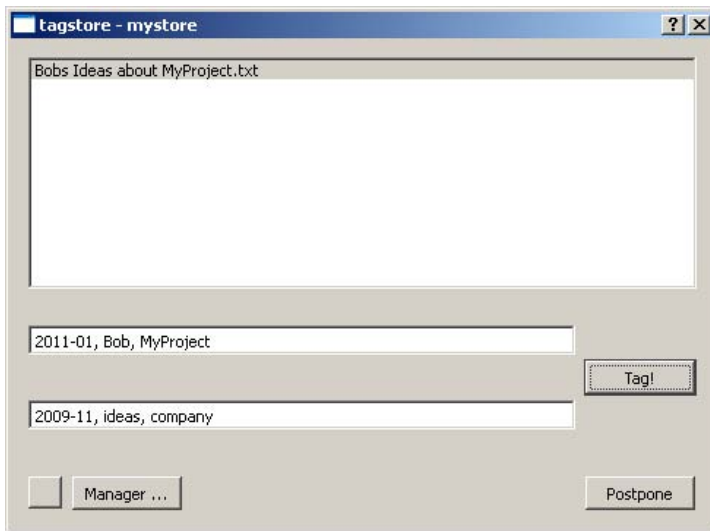 tagstore - mystore
Bobs Ideas about MyProject.txt
2011-01, Bob, MyProject
Tag!
2009-11, ideas, company
Manager ...
Postpone